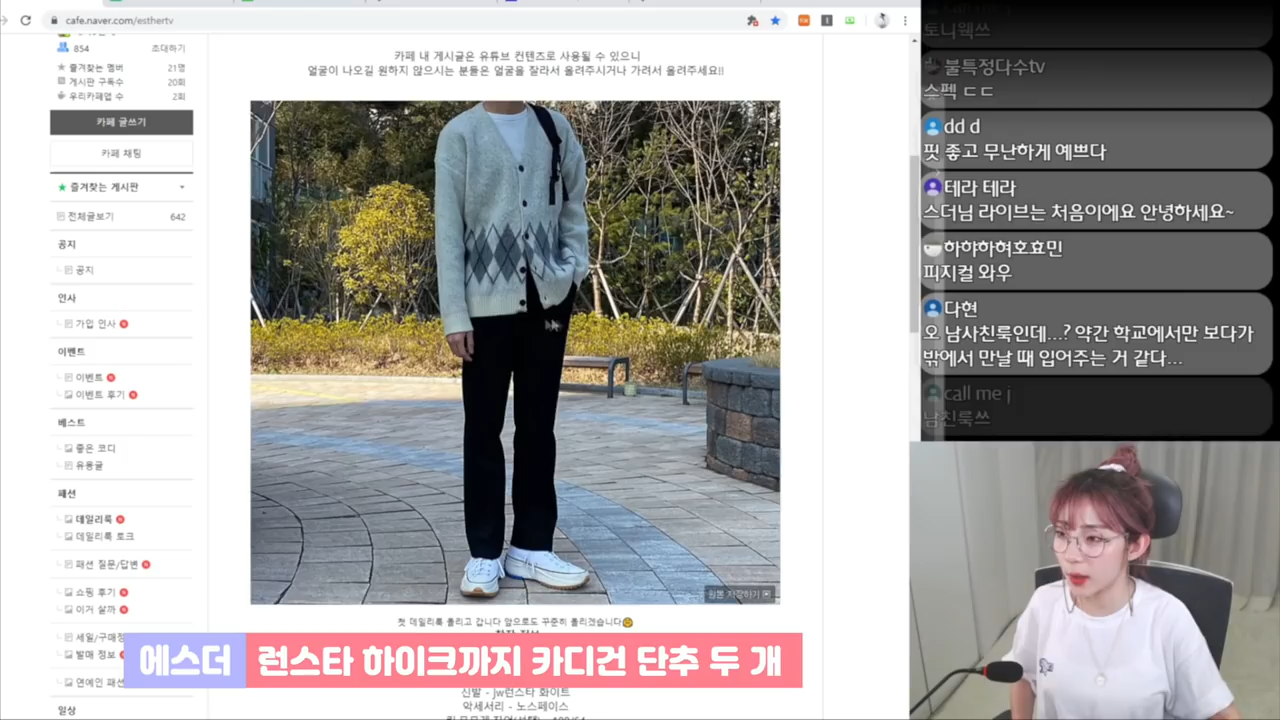 cafe.naver.com/esthertv
854
초대하기
즐겨찾는 멤버
21명
게시판 구독수
20회
우리카페앱 수
2회
카페 글쓰기
카페 채팅
즐겨찾는 게시판
전체글보기
642
공지
공지
인사
가입 인사
이벤트
이벤트
이벤트 후기
베스트
좋은 코디
유용글
패션
데일리룩
데일리룩 토크
패션 질문/답변
쇼핑 후기
이거 살까
세일/구매정
발매 정보
연예인 패션
일상
카페 내 게시글은 유튜브 컨텐즈로 사용될 수 있으니
얼굴이 나오길 원하지 않으시는 분들은 얼굴을 잘라서 올려주시거나 가려서 올려주세요!!
원본 저장하기
첫 데일리룩 올리고 갑니다 앞으로도 꾸준히 올리겠습니다
에스더
런스타 하이크까지 카디건 단추 두 개
신발 - jw런스타 화이트
악세서리 - 노스페이스
토니웩쓰
불특정다수tv
스펙 ㄷㄷ
dd d
핏 좋고 무난하게 예쁘다
테라 테라
스더님 라이브는 처음이에요 안녕하세요~
하햐하혀호효민
피지컬 와우
다현
오 남사친룩인데...? 약간 학교에서만 보다가
밖에서 만날 때 입어주는 거 같다...
call me j
남친룩쓰